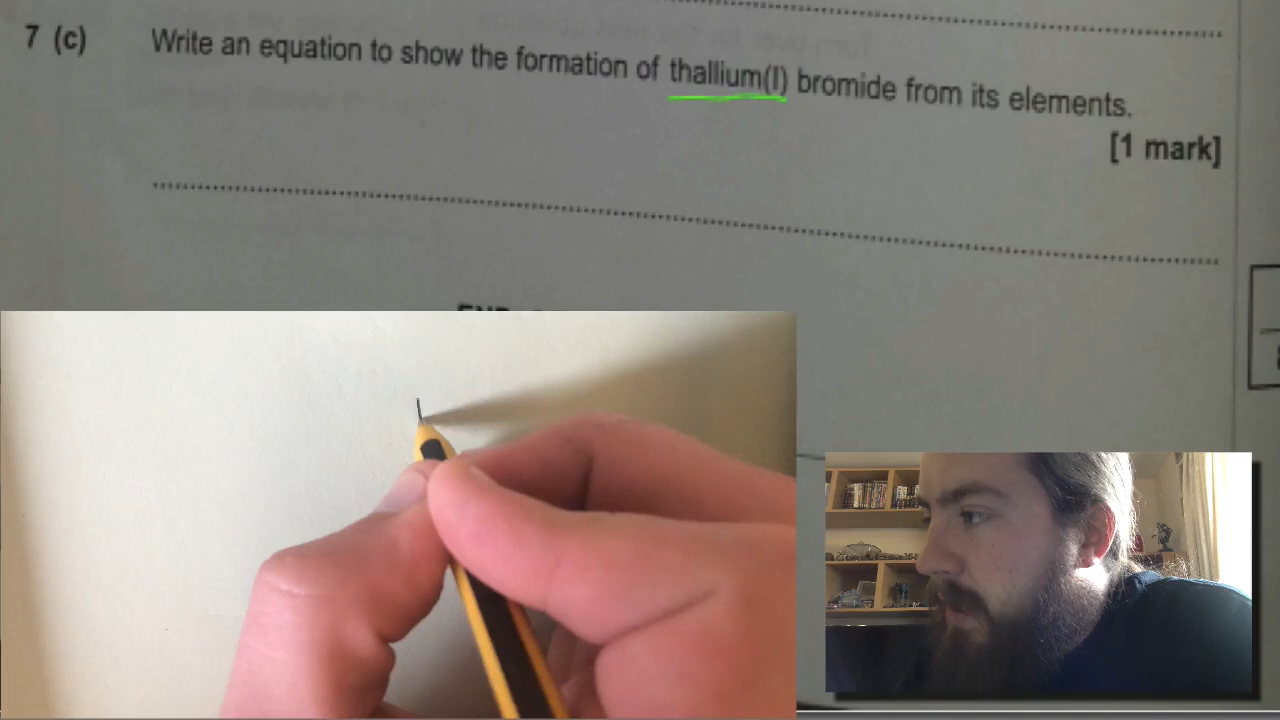 7 (c) Write an equation to show the formation of thallium(I) bromide from its elements.
[1 mark]